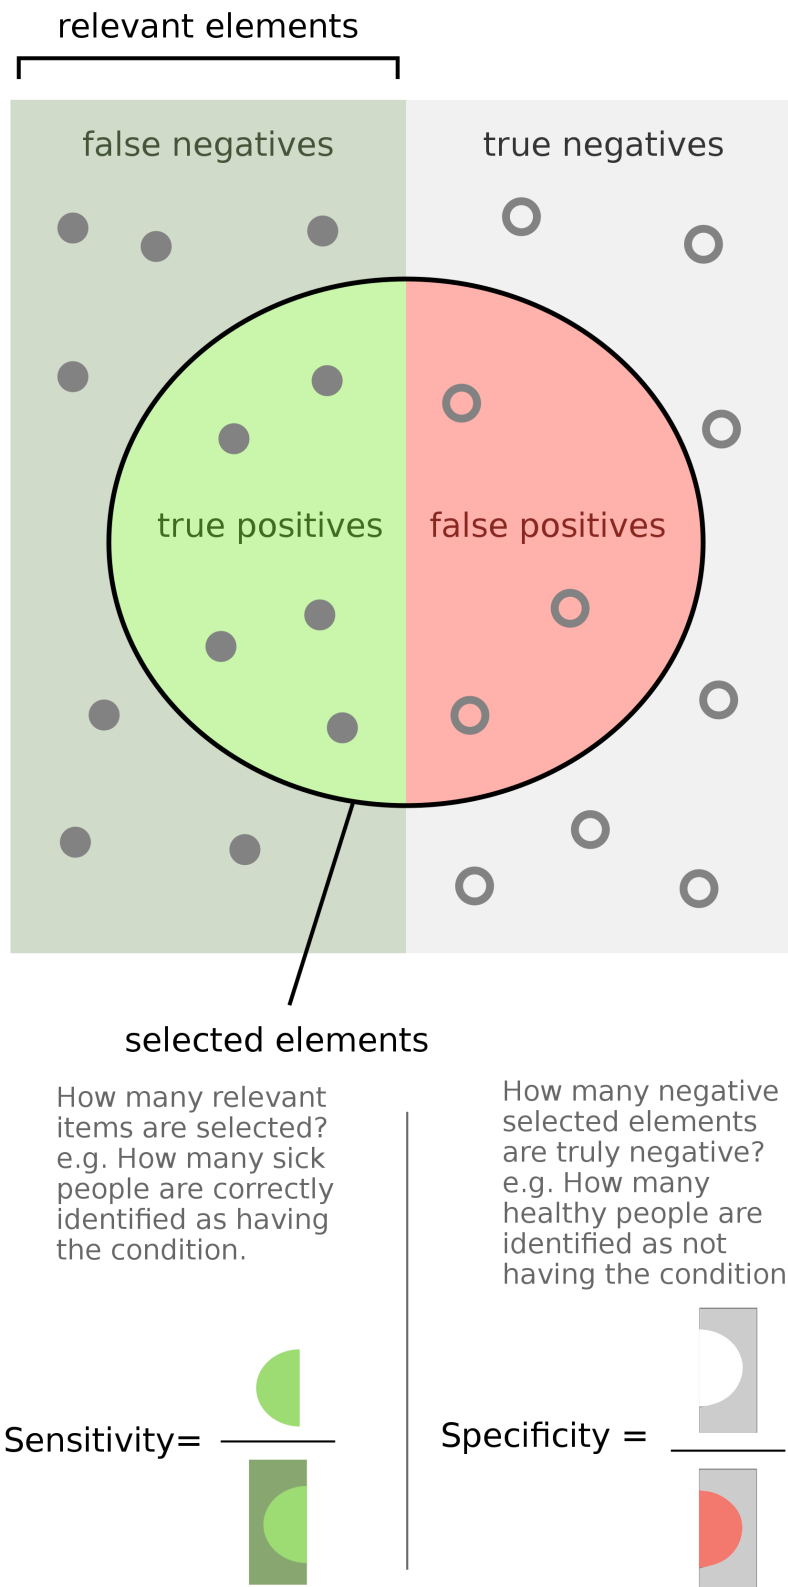 relevant elements
false negatives
true negatives
true positives
false positives
selected elements
How many relevant
items are selected?
e.g. How many sick
people are correctly
identified as having
the condition.
How many negative
selected elements
are truly negative?
e.g. How many
healthy people are
identified as not
having the condition
Sensitivity=
Specificity =